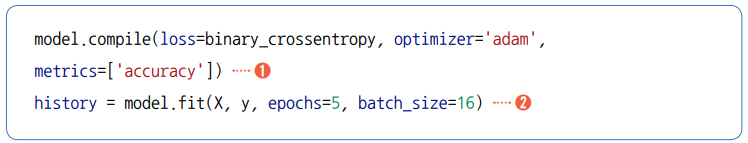 model.compile(loss=binary_crossentropy, optimizer='adam',
metrics=['accuracy']) ····· ❶
history = model.fit(X, y, epochs=5, batch_size=16) ····· ❷